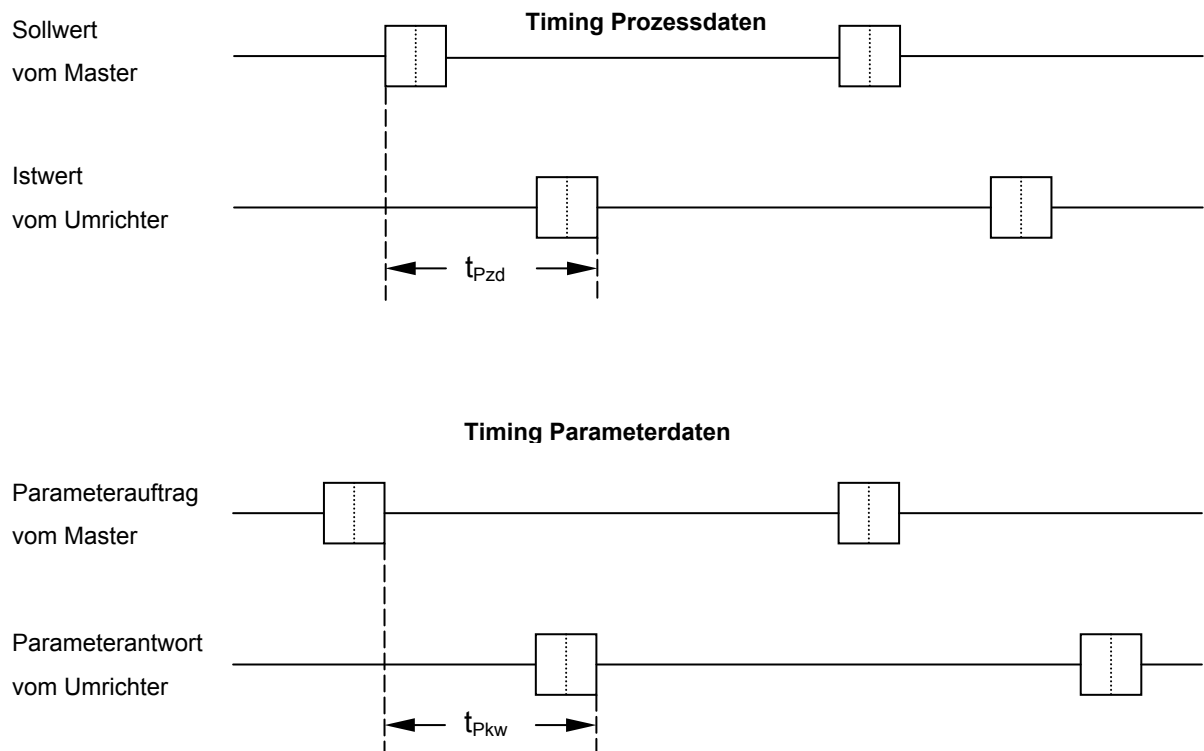 Timing Prozessdaten
Sollwert
vom Master
Istwert
vom Umrichter
tPzd
Timing Parameterdaten
Parameterauftrag
vom Master
Parameterantwort
vom Umrichter
tPkw